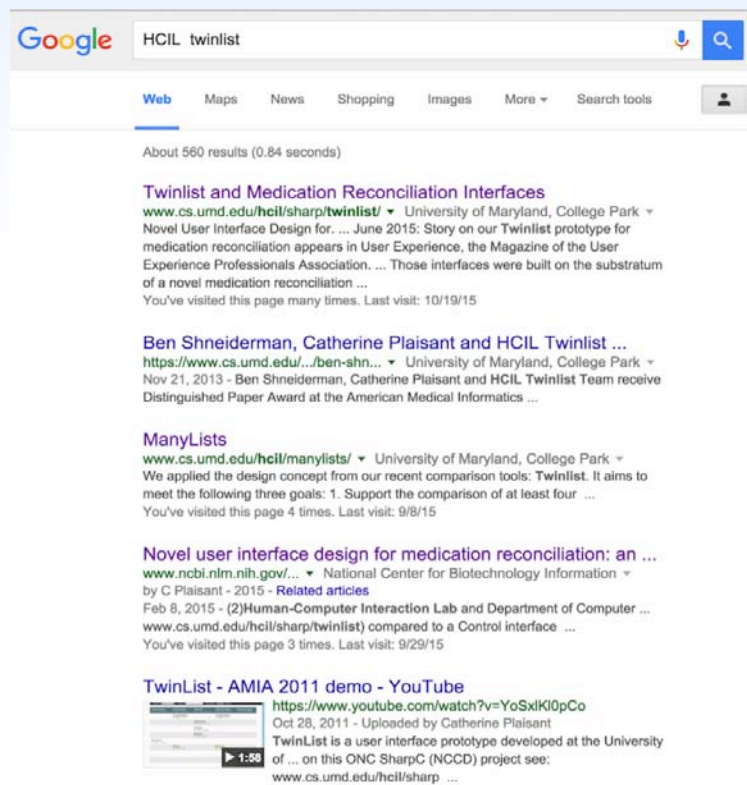 Google
HCIL twinlist
Web Maps News Shopping Images More Search tools
About 560 results (0.84 seconds)
Twinlist and Medication Reconciliation Interfaces
www.cs.umd.edu/hcil/sharp/twinlist/ University of Maryland, College Park
Novel User Interface Design for. ... June 2015: Story on our Twinlist prototype for
medication reconciliation appears in User Experience, the Magazine of the User
Experience Professionals Association. ... Those interfaces were built on the substratum
of a novel medication reconciliation ...
You've visited this page many times. Last visit: 10/19/15
Ben Shneiderman, Catherine Plaisant and HCIL Twinlist ...
https://www.cs.umd.edu/.../ben-shn... University of Maryland, College Park
Nov 21, 2013 - Ben Shneiderman, Catherine Plaisant and HCIL Twinlist Team receive
Distinguished Paper Award at the American Medical Informatics ...
ManyLists
www.cs.umd.edu/hcil/manylists/ University of Maryland, College Park
We applied the design concept from our recent comparison tools: Twinlist. It aims to
meet the following three goals: 1. Support the comparison of at least four ...
You've visited this page 4 times. Last visit: 9/8/15
Novel user interface design for medication reconciliation: an ...
www.ncbi.nlm.nih.gov/... National Center for Biotechnology Information
by C Plaisant - 2015 - Related articles
Feb 8, 2015 - (2)Human-Computer Interaction Lab and Department of Computer ...
www.cs.umd.edu/hcil/sharp/twinlist) compared to a Control interface ...
You've visited this page 3 times. Last visit: 9/29/15
TwinList - AMIA 2011 demo - YouTube
https://www.youtube.com/watch?v=YoSxlKl0pCo
Oct 28, 2011 - Uploaded by Catherine Plaisant
TwinList is a user interface prototype developed at the University
1:58
of ... on this ONC SharpC (NCCD) project see:
www.cs.umd.edu/hcil/sharp ...